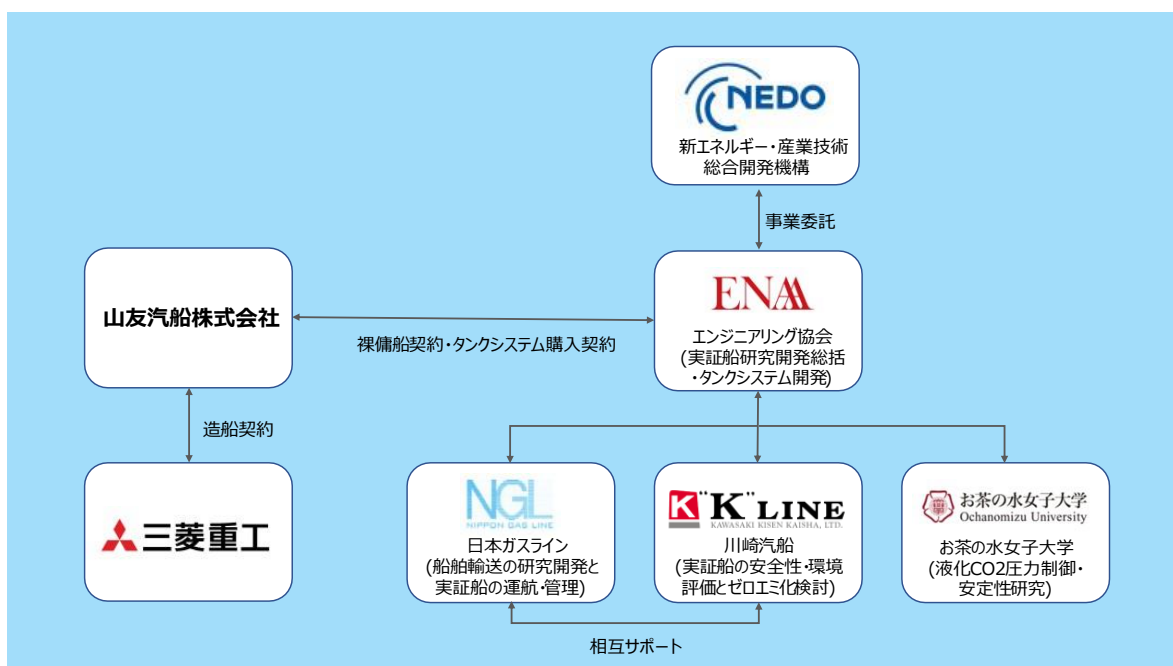 NEDO
新エネルギー・産業技術
総合開発機構
事業委託
山友汽船株式会社
ENAA
エンジニアリング協会
(実証船研究開発総括
・タンクシステム開発)
裸傭船契約・タンクシステム購入契約
造船契約
三菱重工
NGL
NIPPON GAS LINE
日本ガスライン
(船舶輸送の研究開発と
実証船の運航・管理)
K "K" LINE
KAWASAKI KISEN KAISHA, LTD.
川崎汽船
(実証船の安全性・環境
評価とゼロエミ化検討)
お茶の水女子大学
Ochanomizu University
お茶の水女子大学
(液化CO2圧力制御・
安定性研究)
相互サポート